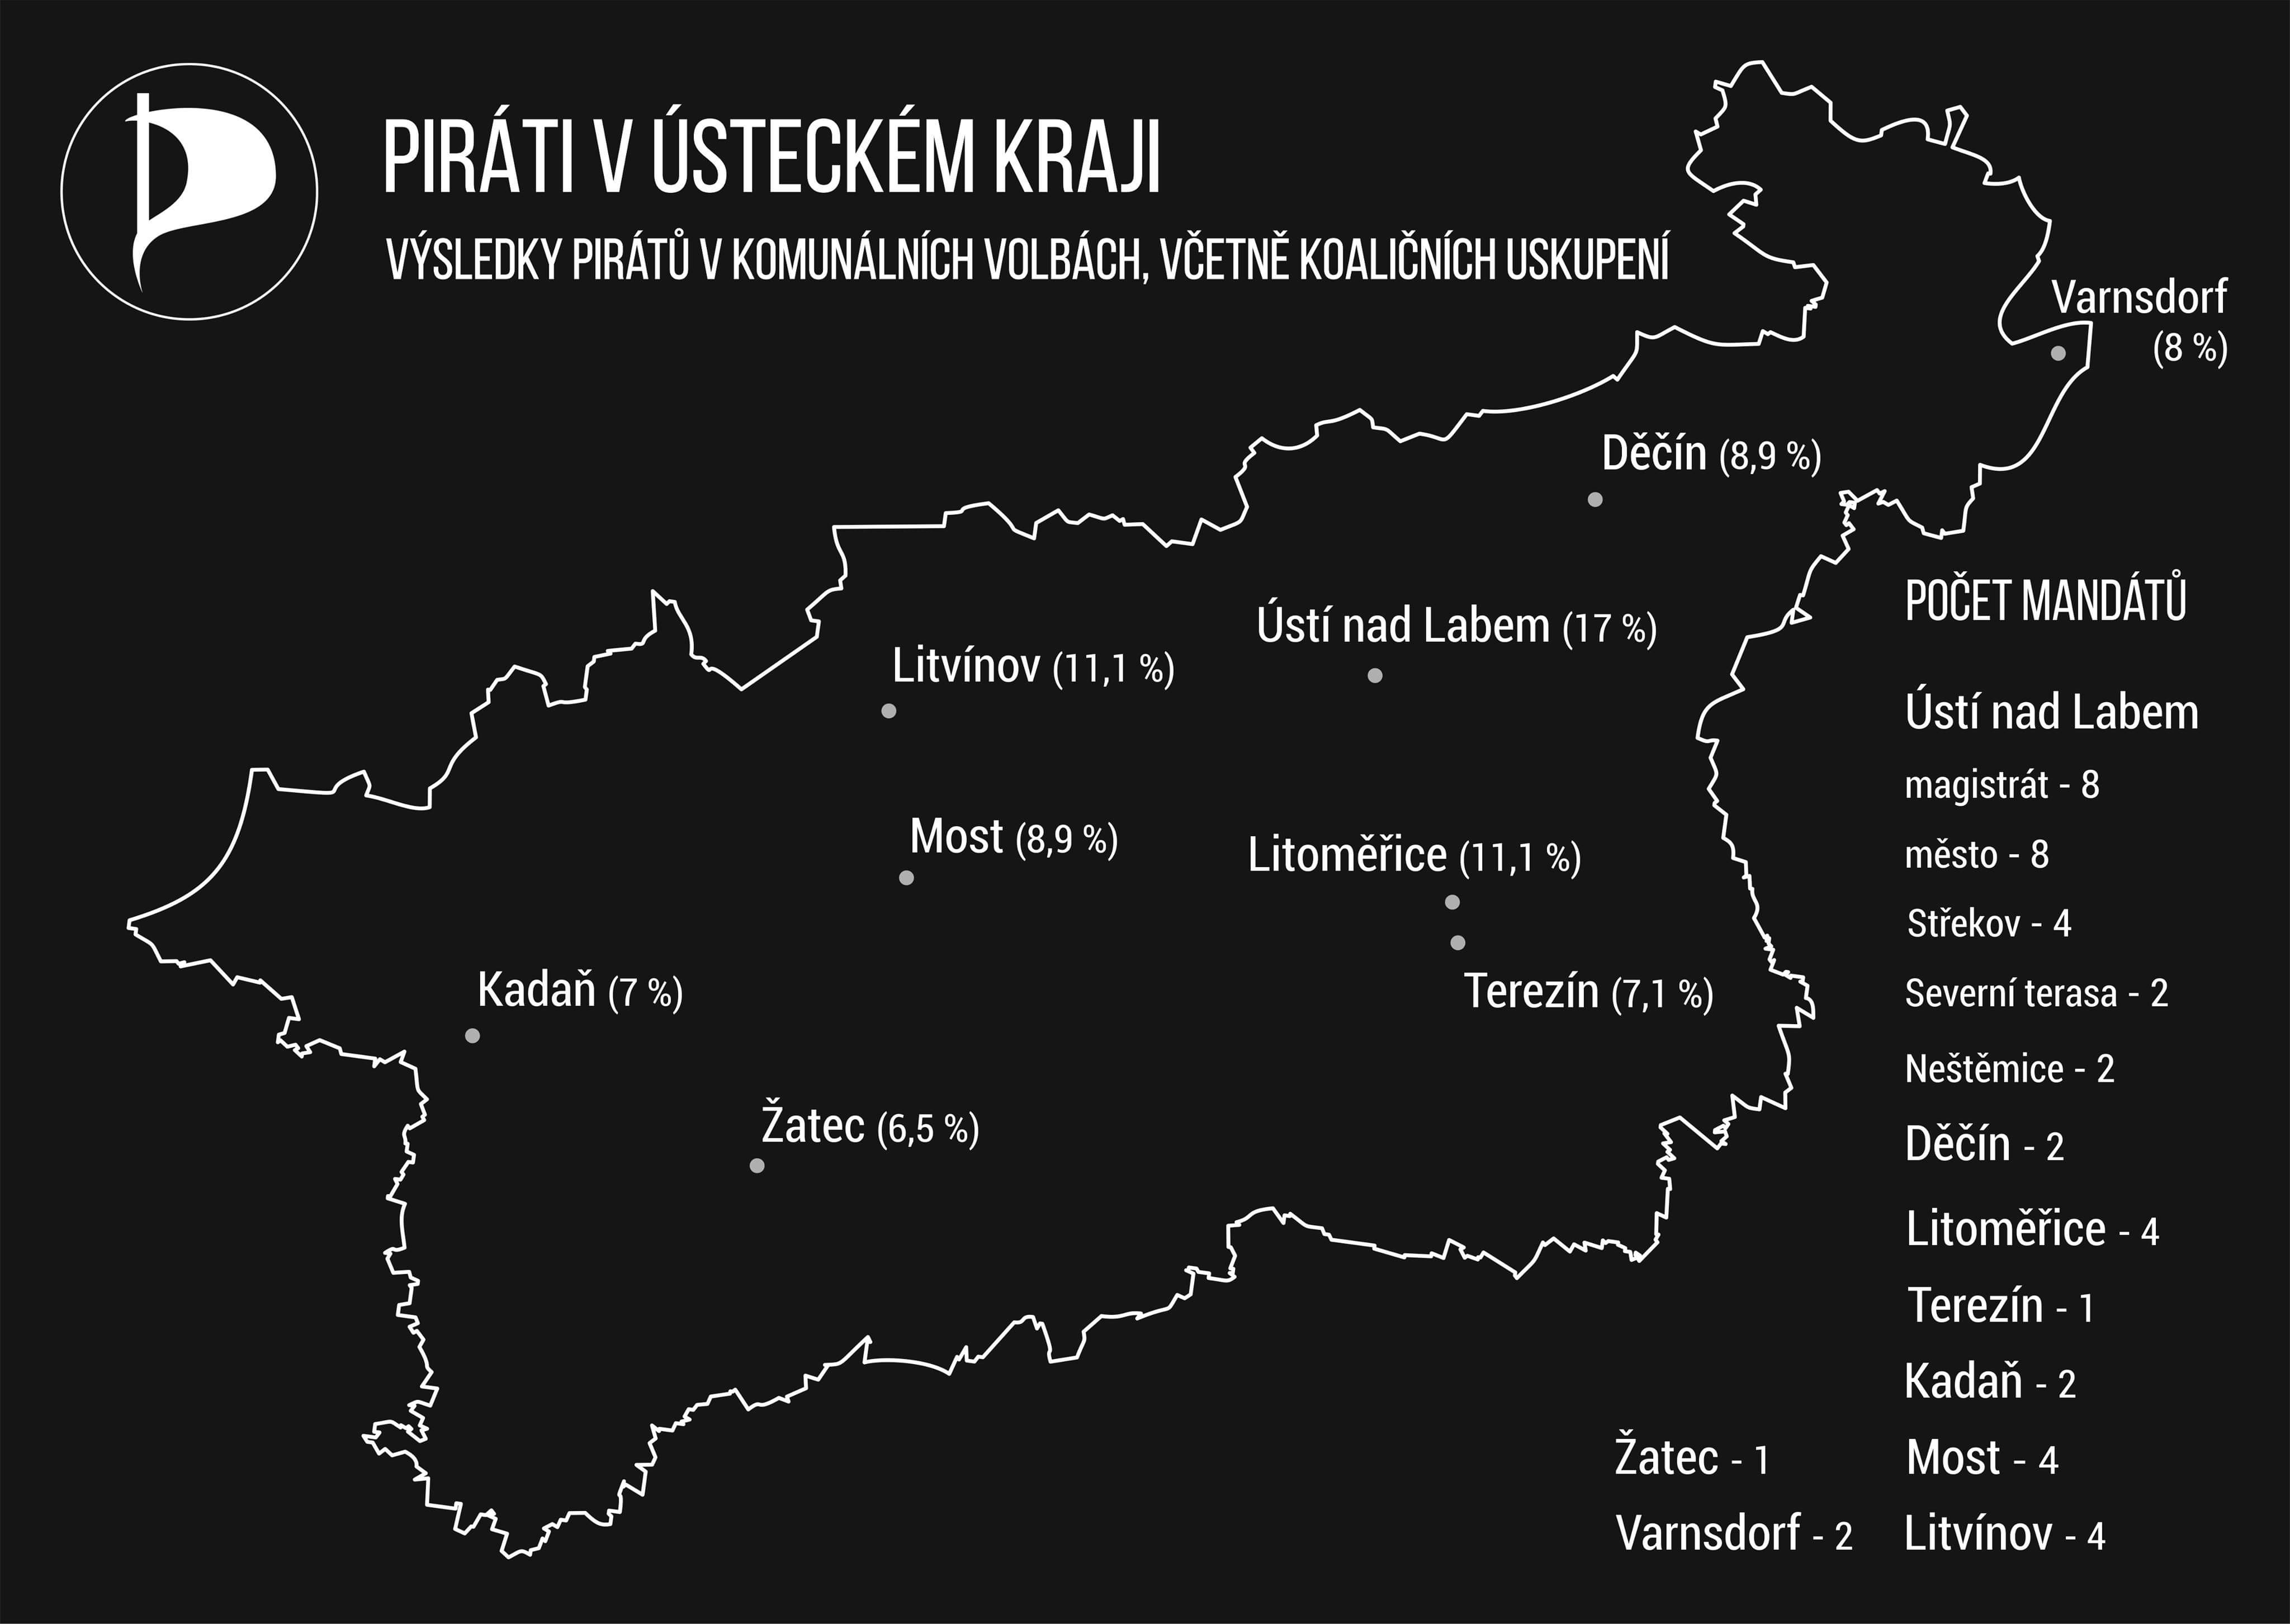 PIRÁTI V ÚSTECKÉM KRAJI
VÝSLEDKY PIRÁTŮ V KOMUNÁLNÍCH VOLBÁCH, VČETNĚ KOALIČNÍCH USKUPENÍ
Varnsdorf
(8 %)
Děčín (8,9 %)
Ústí nad Labem (17 %)
Litvínov (11,1 %)
Most (8,9 %)
Litoměřice (11,1 %)
Terezín (7,1 %)
Kadaň (7 %)
Žatec (6,5 %)
POČET MANDÁTŮ
Ústí nad Labem
magistrát - 8
město - 8
Střekov - 4
Severní terasa - 2
Neštěmice - 2
Děčín - 2
Litoměřice - 4
Terezín - 1
Kadaň - 2
Most - 4
Litvínov - 4
Žatec - 1
Varnsdorf - 2